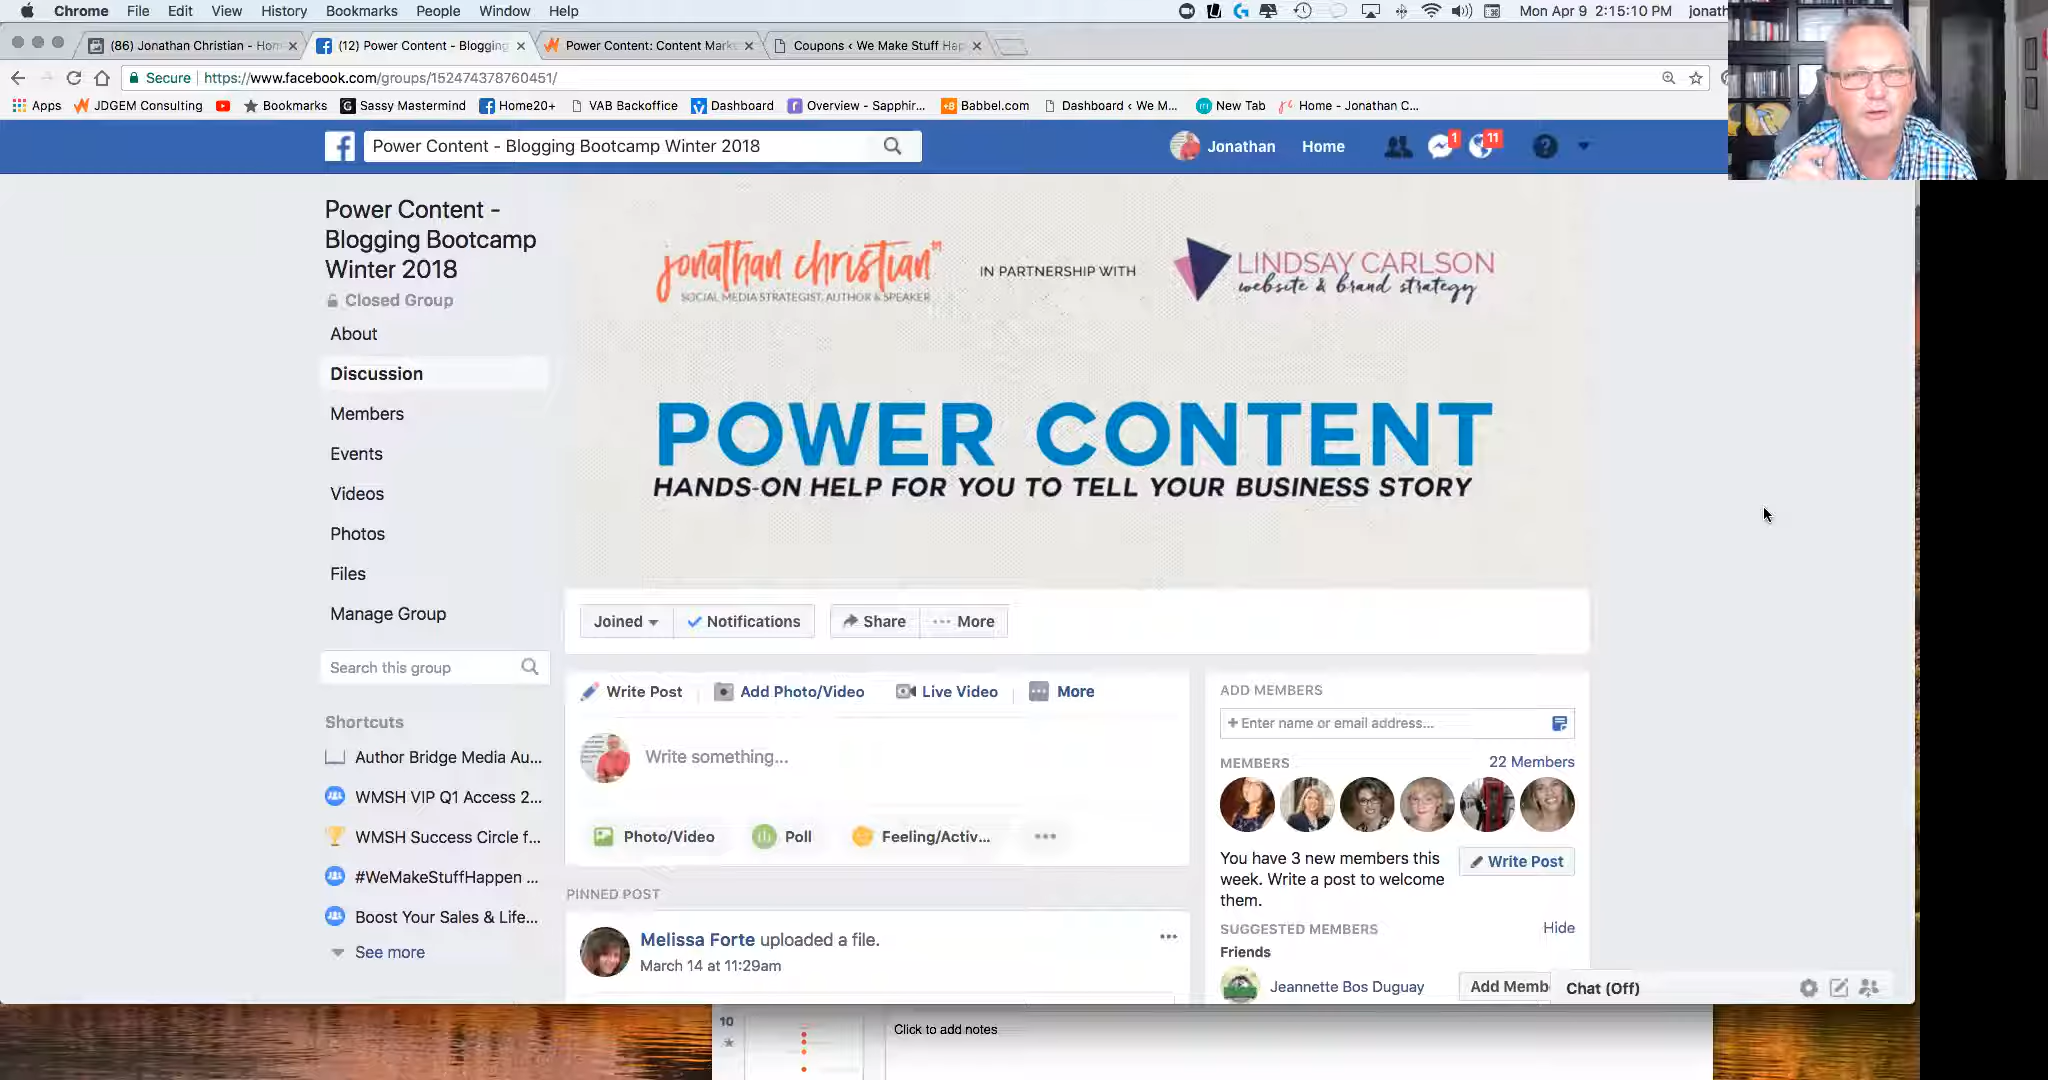 Chrome File Edit View History Bookmarks People Window Help
Mon Apr 9 2:15:10 PM jonath
(86) Jonathan Christian - Hom
(12) Power Content - Blogging
Power Content: Content Mark
Coupons ‹ We Make Stuff Hap
Secure https://www.facebook.com/groups/152474378760451/
Apps JDGEM Consulting Bookmarks Sassy Mastermind Home20+ VAB Backoffice Dashboard Overview - Sapphir... Babbel.com Dashboard ‹ We M... New Tab Home - Jonathan C...
Power Content - Blogging Bootcamp Winter 2018
Jonathan Home 1 11
Power Content -
Blogging Bootcamp
Winter 2018
Closed Group
About
Discussion
Members
Events
Videos
Photos
Files
Manage Group
Search this group
Shortcuts
Author Bridge Media Au...
WMSH VIP Q1 Access 2...
WMSH Success Circle f...
#WeMakeStuffHappen ...
Boost Your Sales & Life...
See more
jonathan christian™
SOCIAL MEDIA STRATEGIST, AUTHOR & SPEAKER
IN PARTNERSHIP WITH
LINDSAY CARLSON
website & brand strategy
POWER CONTENT
HANDS-ON HELP FOR YOU TO TELL YOUR BUSINESS STORY
Joined Notifications Share More
Write Post Add Photo/Video Live Video More
Write something...
Photo/Video Poll Feeling/Activ...
PINNED POST
Melissa Forte uploaded a file.
March 14 at 11:29am
ADD MEMBERS
+ Enter name or email address...
MEMBERS 22 Members
You have 3 new members this
week. Write a post to welcome
them.
Write Post
SUGGESTED MEMBERS Hide
Friends
Jeannette Bos Duguay Add Memb
Chat (Off)
10
Click to add notes